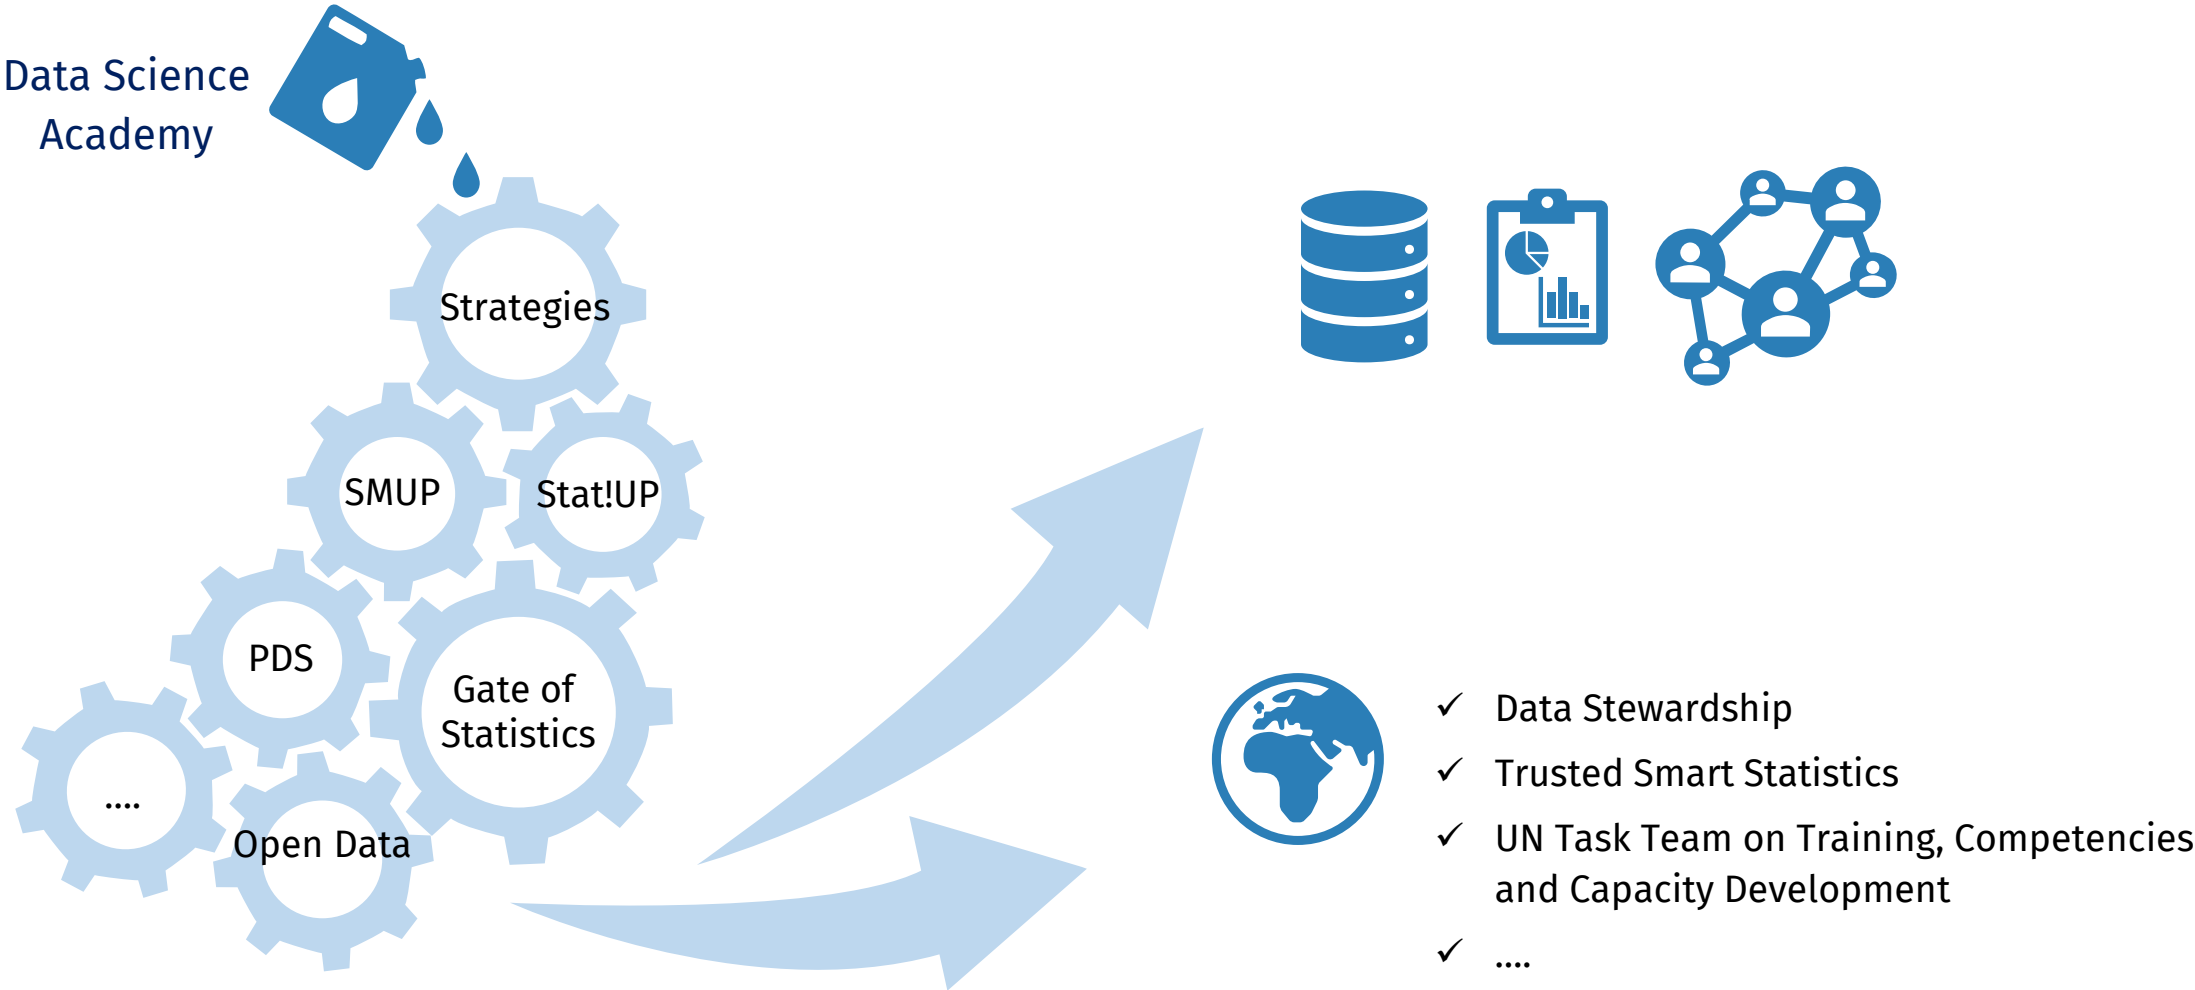 Data Science
Academy
Strategies
SMUP
Stat!UP
PDS
Gate of
Statistics
....
Open Data
✓ Data Stewardship
✓ Trusted Smart Statistics
✓ UN Task Team on Training, Competencies
and Capacity Development
✓ ....